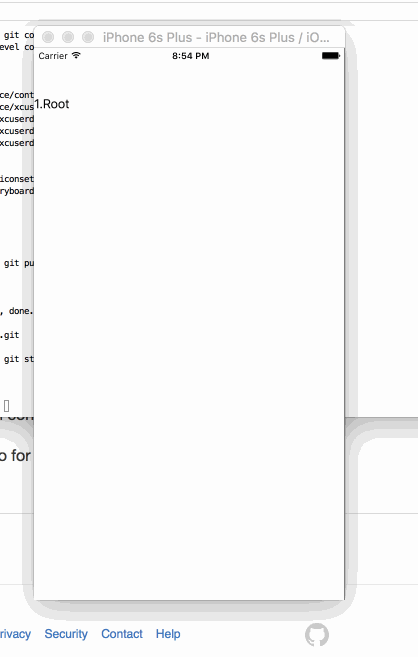 iPhone 6s Plus - iPhone 6s Plus / iO...
Carrier 8:54 PM
1.Root
git co
evel co
ce/cont
ce/xcus
xcuserd
xcuserd
xcuserd
iconset
ryboard
git pu
, done.
.git
git st
o for
rivacy Security Contact Help